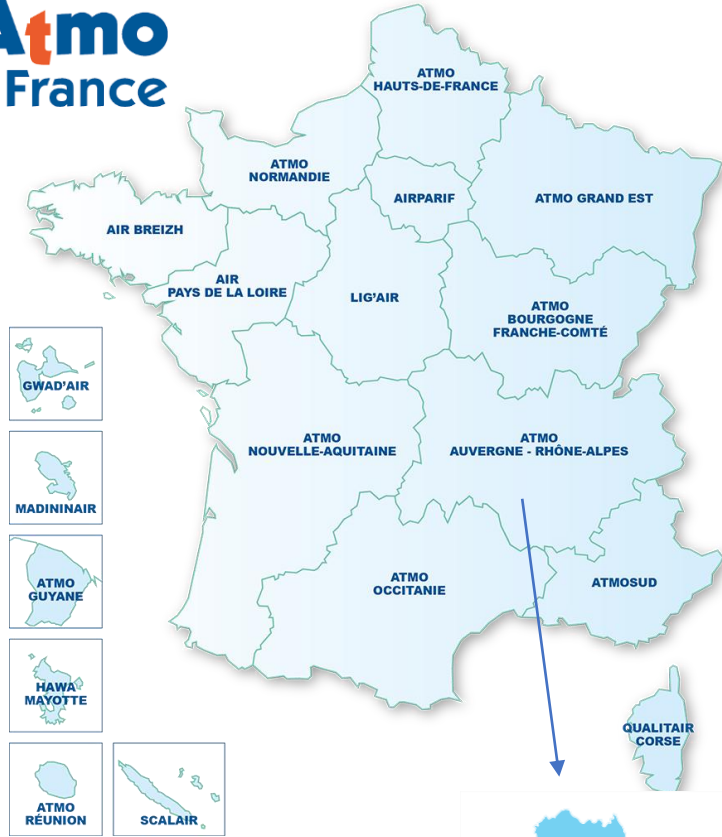 Atmo
France
ATMO
HAUTS-DE-FRANCE
ATMO
NORMANDIE
AIRPARIF
ATMO GRAND EST
AIR BREIZH
AIR
PAYS DE LA LOIRE
LIG'AIR
ATMO
BOURGOGNE
FRANCHE-COMTÉ
GWAD'AIR
ATMO
NOUVELLE-AQUITAINE
ATMO
AUVERGNE - RHÔNE-ALPES
MADININAIR
ATMO
GUYANE
ATMO
OCCITANIE
ATMOSUD
HAWA
MAYOTTE
QUALITAIR
CORSE
ATMO
RÉUNION
SCALAIR